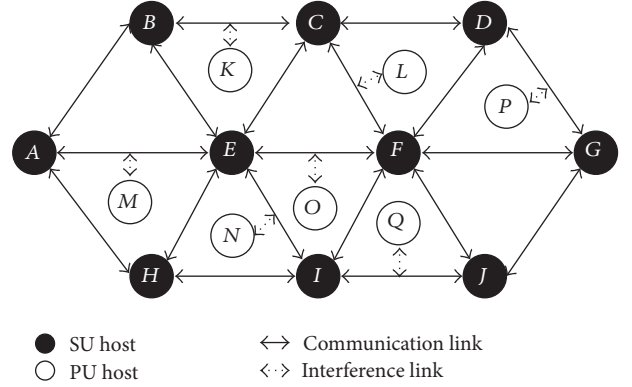 B
C
D
K
L
P
A
E
F
G
M
N
O
Q
H
I
J
SU host
Communication link
PU host
Interference link